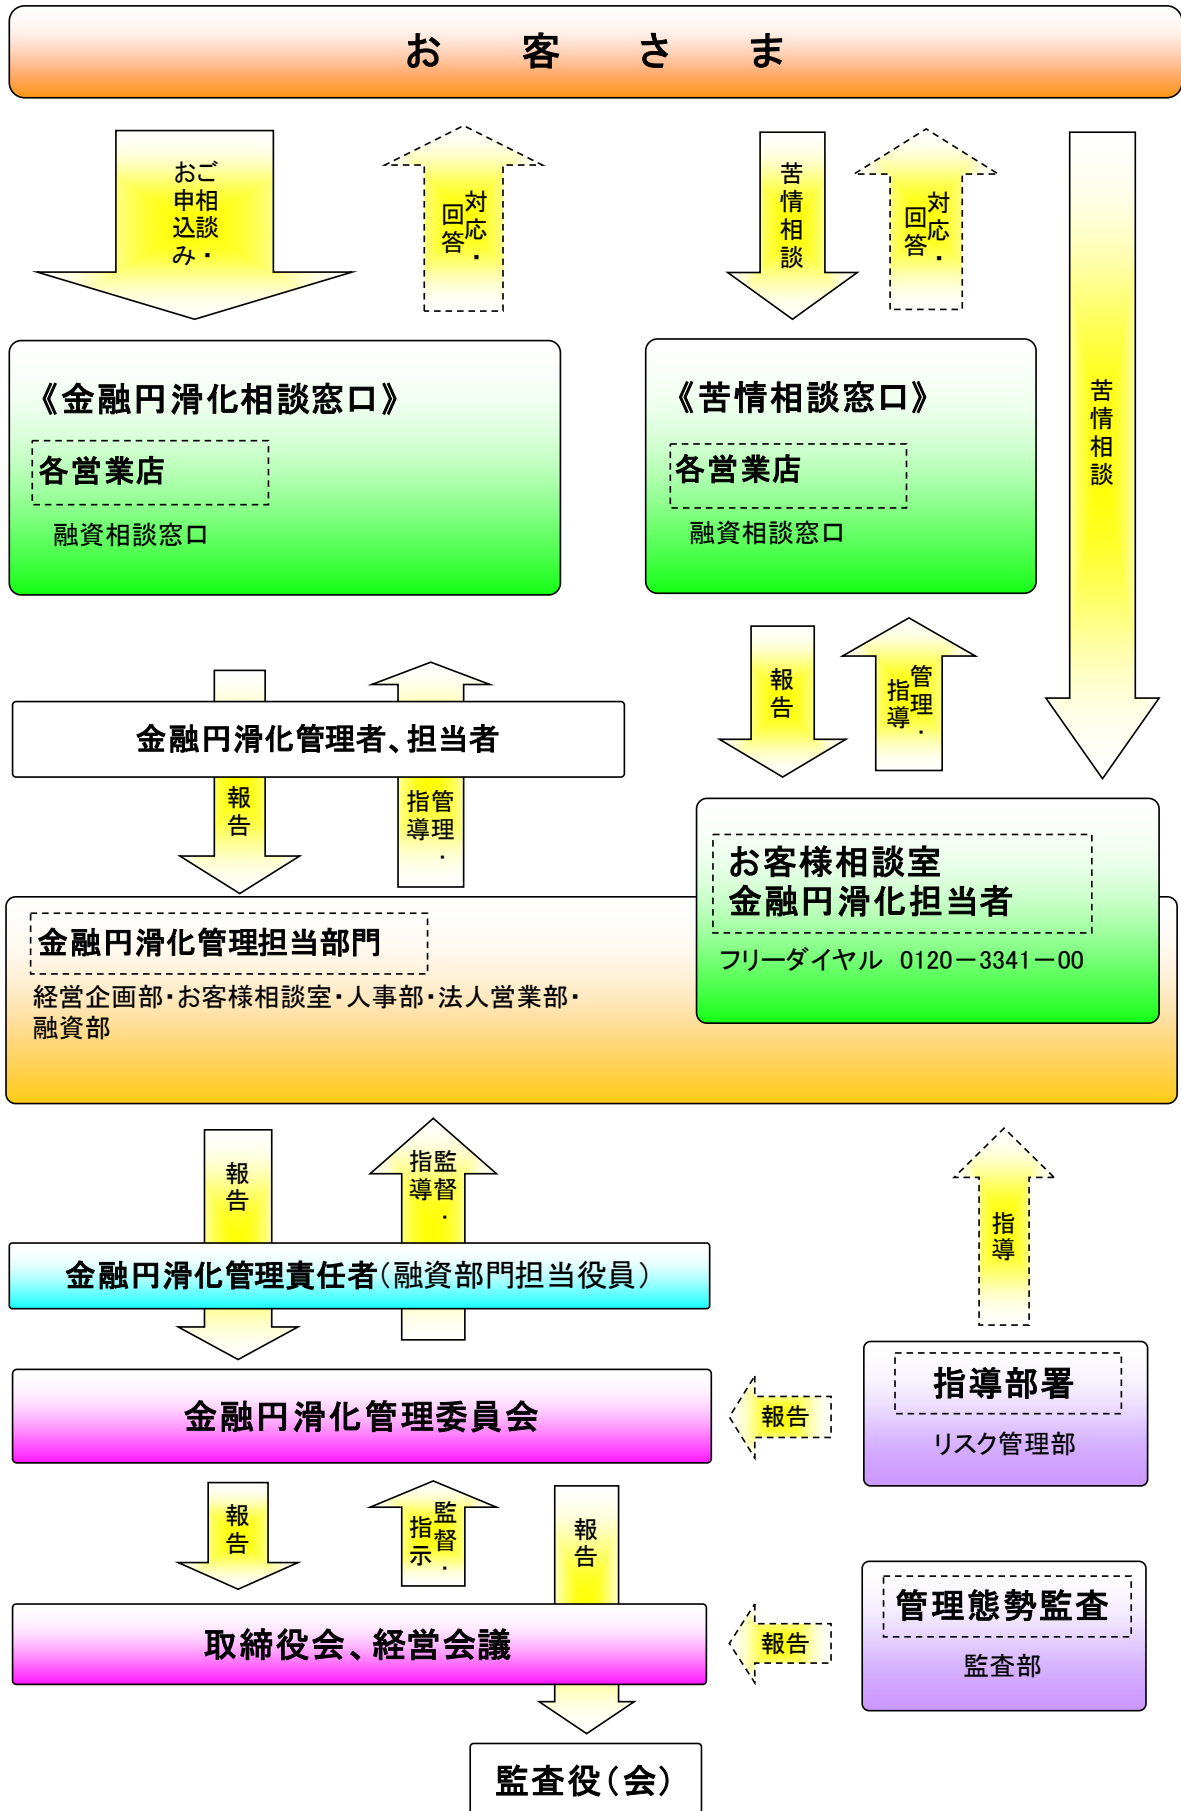 お客さま
ご相談・
お申込み
対応・
回答
苦情相談
対応・
回答
苦情相談
《金融円滑化相談窓口》
各営業店
融資相談窓口
《苦情相談窓口》
各営業店
融資相談窓口
報告
管理・
指導
金融円滑化管理者、担当者
報告
管理・
指導
お客様相談室
金融円滑化担当者
フリーダイヤル 0120－3341－00
金融円滑化管理担当部門
経営企画部・お客様相談室・人事部・法人営業部・
融資部
報告
監督・
指導
指導
金融円滑化管理責任者（融資部門担当役員）
金融円滑化管理委員会
報告
指導部署
リスク管理部
報告
監督・
指示
報告
取締役会、経営会議
報告
管理態勢監査
監査部
監査役（会）